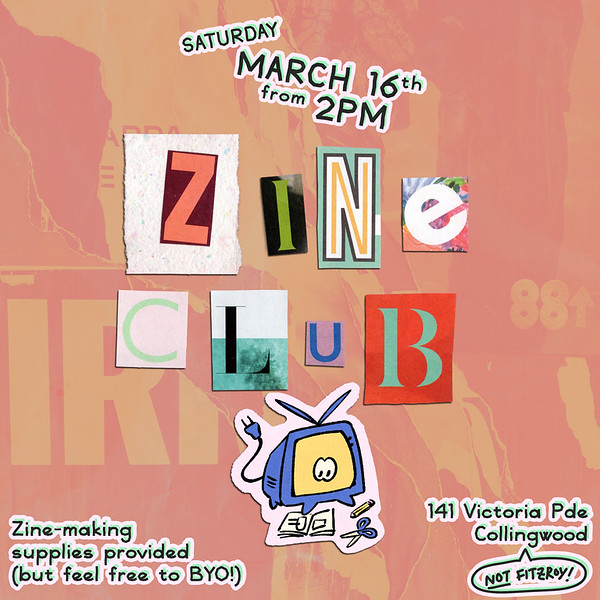 SATURDAY
MARCH 16th
from 2PM
ZINe
CLUB
Zine-making
supplies provided
(but feel free to BYO!)
141 Victoria Pde
Collingwood
NOT FITZROY!
88↑